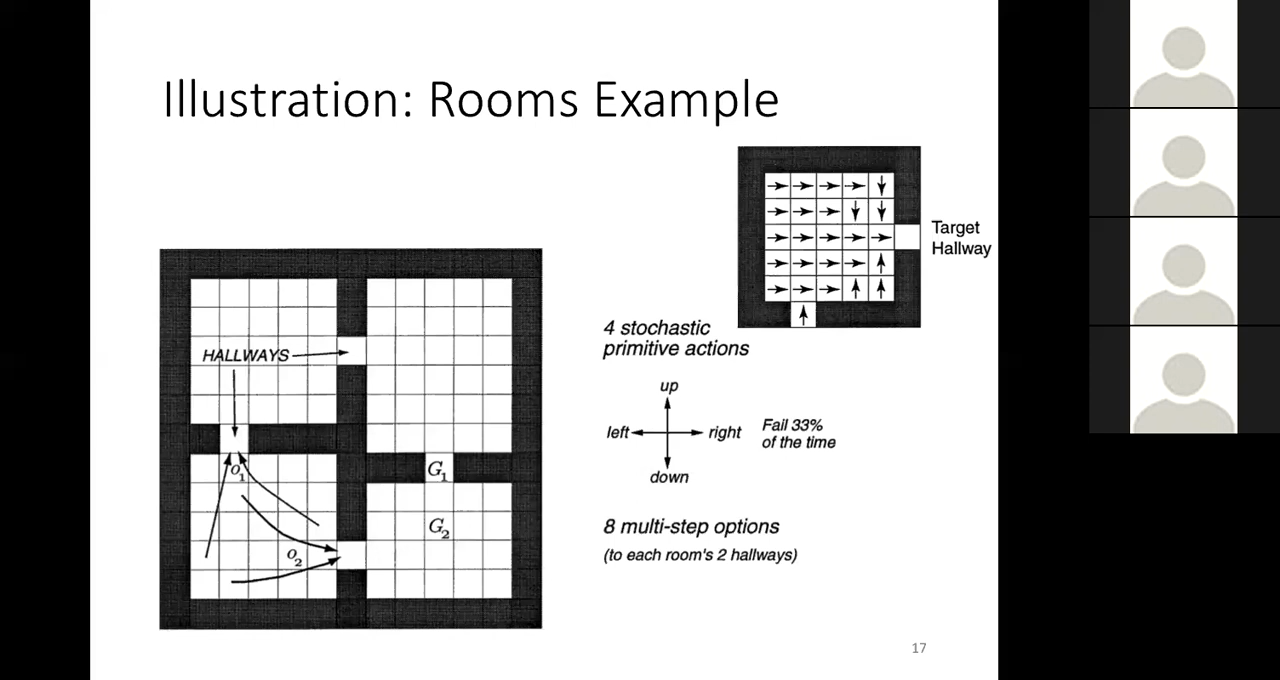 Illustration: Rooms Example
Target
Hallway
HALLWAYS
o1
o2
G1
G2
4 stochastic
primitive actions
up
left
right
down
Fail 33%
of the time
8 multi-step options
(to each room's 2 hallways)
17